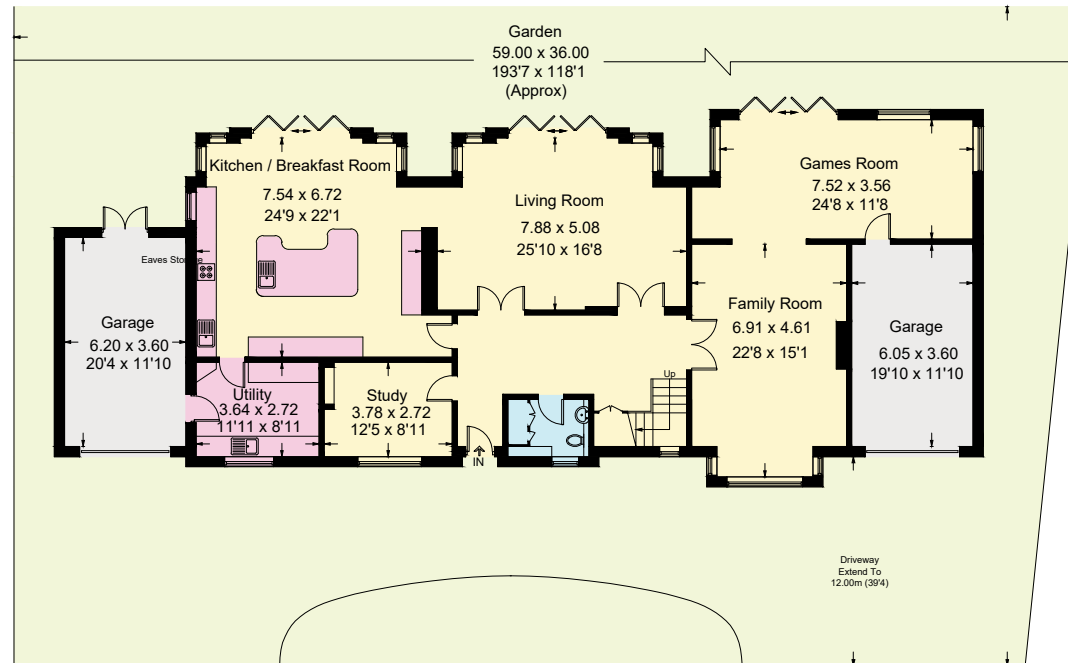 Garden
59.00 x 36.00
193'7 x 118'1
(Approx)
Kitchen / Breakfast Room
7.54 x 6.72
24'9 x 22'1
Living Room
7.88 x 5.08
25'10 x 16'8
Games Room
7.52 x 3.56
24'8 x 11'8
Eaves
Garage
6.20 x 3.60
20'4 x 11'10
Family Room
6.91 x 4.61
22'8 x 15'1
Garage
6.05 x 3.60
19'10 x 11'10
Utility
3.64 x 2.72
11'11 x 8'11
Study
3.78 x 2.72
12'5 x 8'11
Up
IN
Driveway
Extend To
12.00m (39'4)